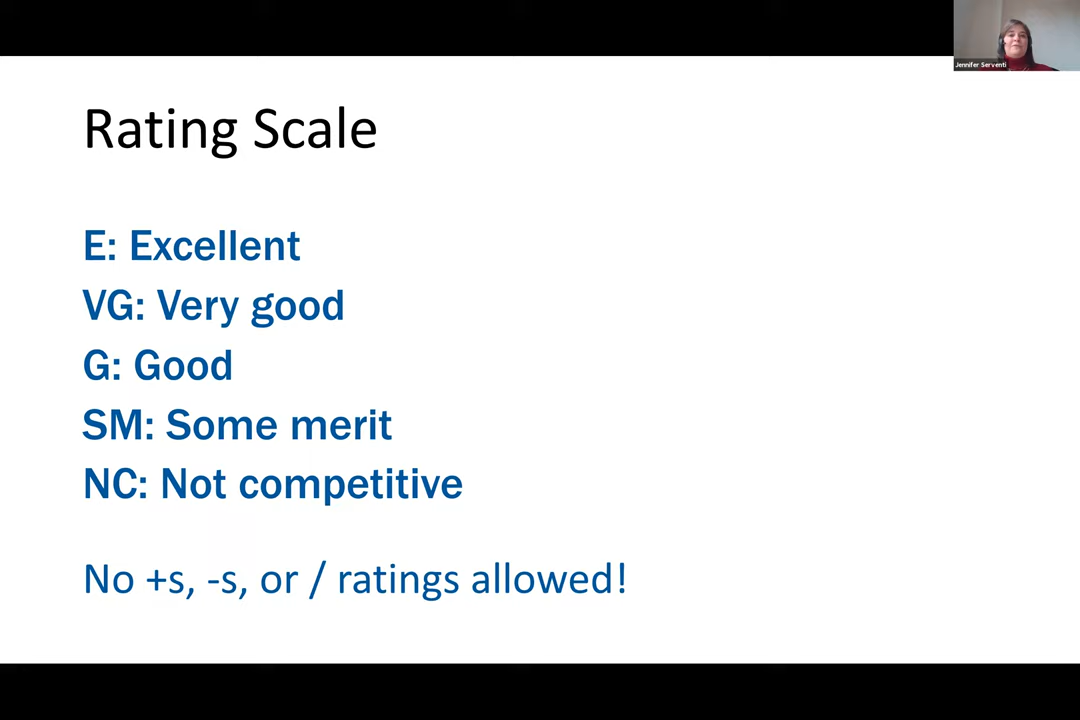 Jennifer Serventi
Rating Scale
E: Excellent
VG: Very good
G: Good
SM: Some merit
NC: Not competitive
No +s, -s, or / ratings allowed!